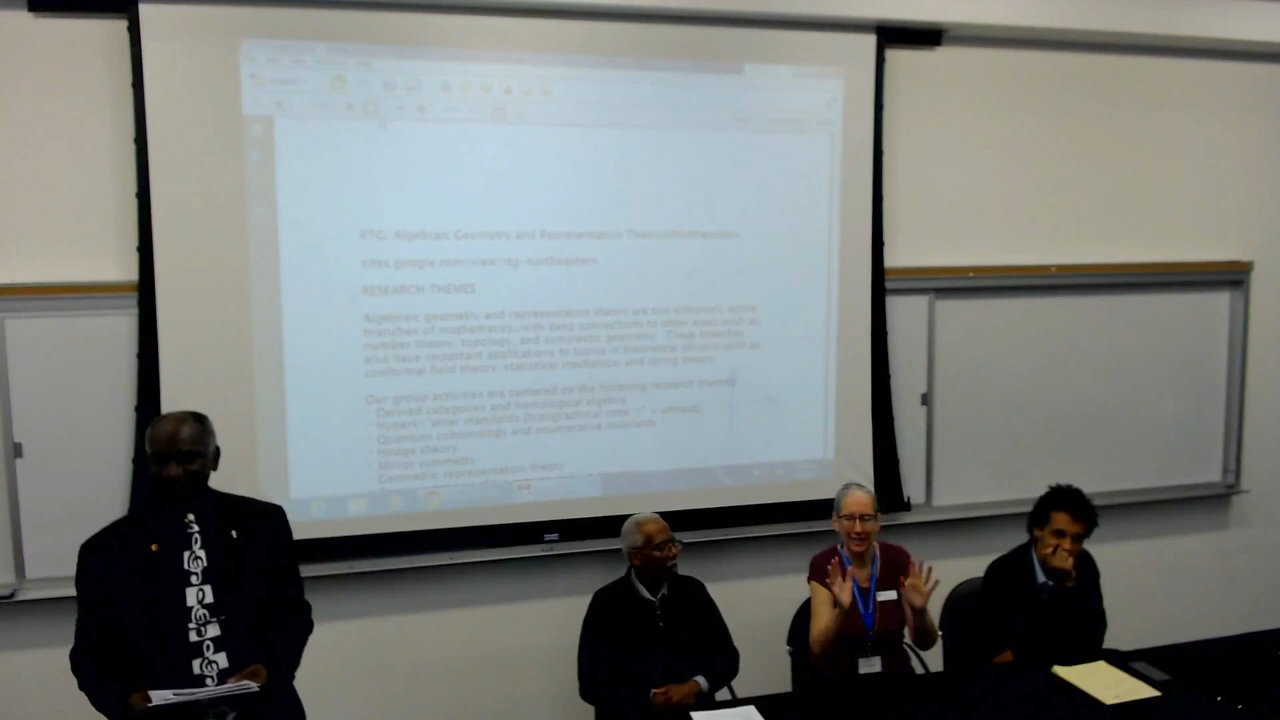 RTG: Algebraic Geometry and Representation Theory @Northeastern
sites.google.com/view/rtg-northeastern
RESEARCH THEMES
Algebraic geometry and representation theory are two extremely active
branches of mathematics, with deep connections to other areas such as
number theory, topology, and symplectic geometry. These branches
also have important applications to topics in theoretical physics such as
conformal field theory, statistical mechanics, and string theory.
Our group activities are centered on the following research themes:
Derived categories and homological algebra
manifolds (typographical note
Quantum cohomology and enumerative invariants
Hodge theory
Mirror symmetry
Geometric representation theory